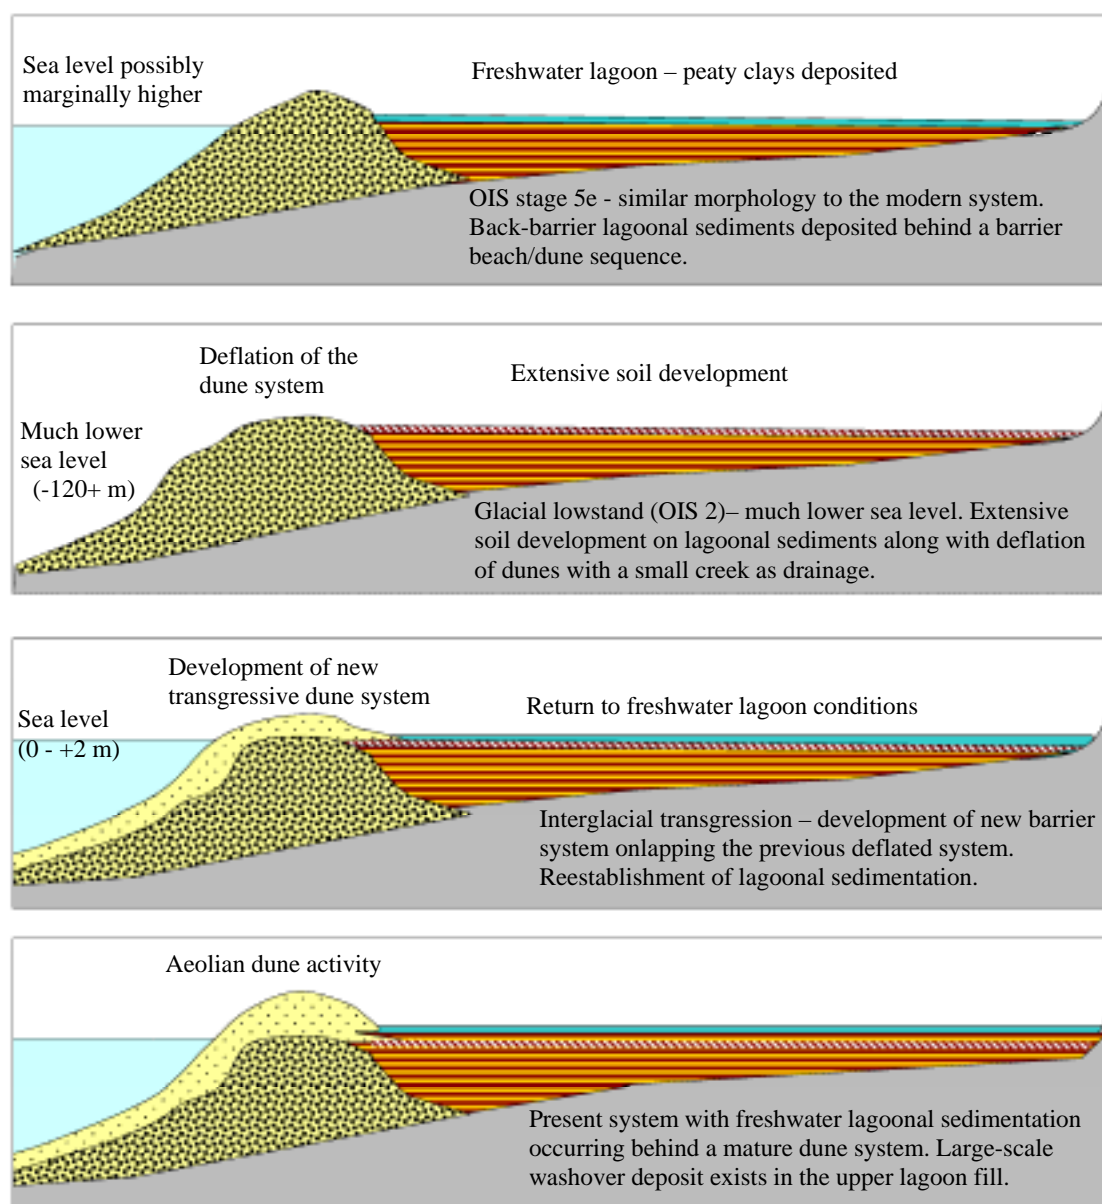 Sea level possibly
marginally higher
Freshwater lagoon – peaty clays deposited
OIS stage 5e - similar morphology to the modern system.
Back-barrier lagoonal sediments deposited behind a barrier
beach/dune sequence.
Deflation of the
dune system
Extensive soil development
Much lower
sea level
(-120+ m)
Glacial lowstand (OIS 2)– much lower sea level. Extensive
soil development on lagoonal sediments along with deflation
of dunes with a small creek as drainage.
Development of new
transgressive dune system
Return to freshwater lagoon conditions
Sea level
(0 - +2 m)
Interglacial transgression – development of new barrier
system onlapping the previous deflated system.
Reestablishment of lagoonal sedimentation.
Aeolian dune activity
Present system with freshwater lagoonal sedimentation
occurring behind a mature dune system. Large-scale
washover deposit exists in the upper lagoon fill.